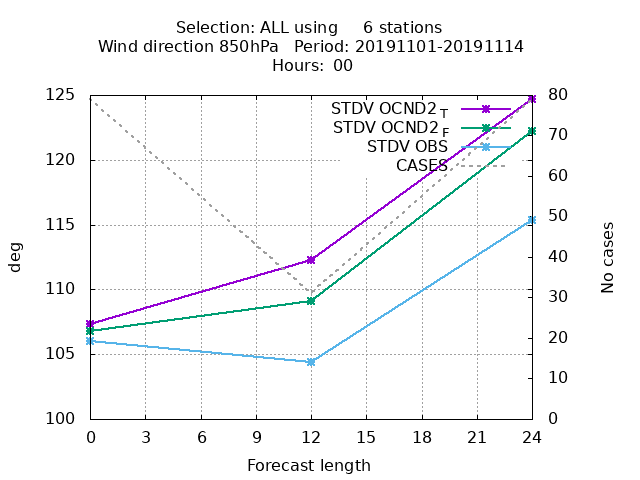 Selection: ALL using     6 stations
Wind direction 850hPa   Period: 20191101-20191114
Hours:  00
125
120
115
110
105
100
deg
STDV OCND2 T
STDV OCND2 F
STDV OBS
CASES
80
70
60
50
40
30
20
10
0
No cases
0 3 6 9 12 15 18 21 24
Forecast length